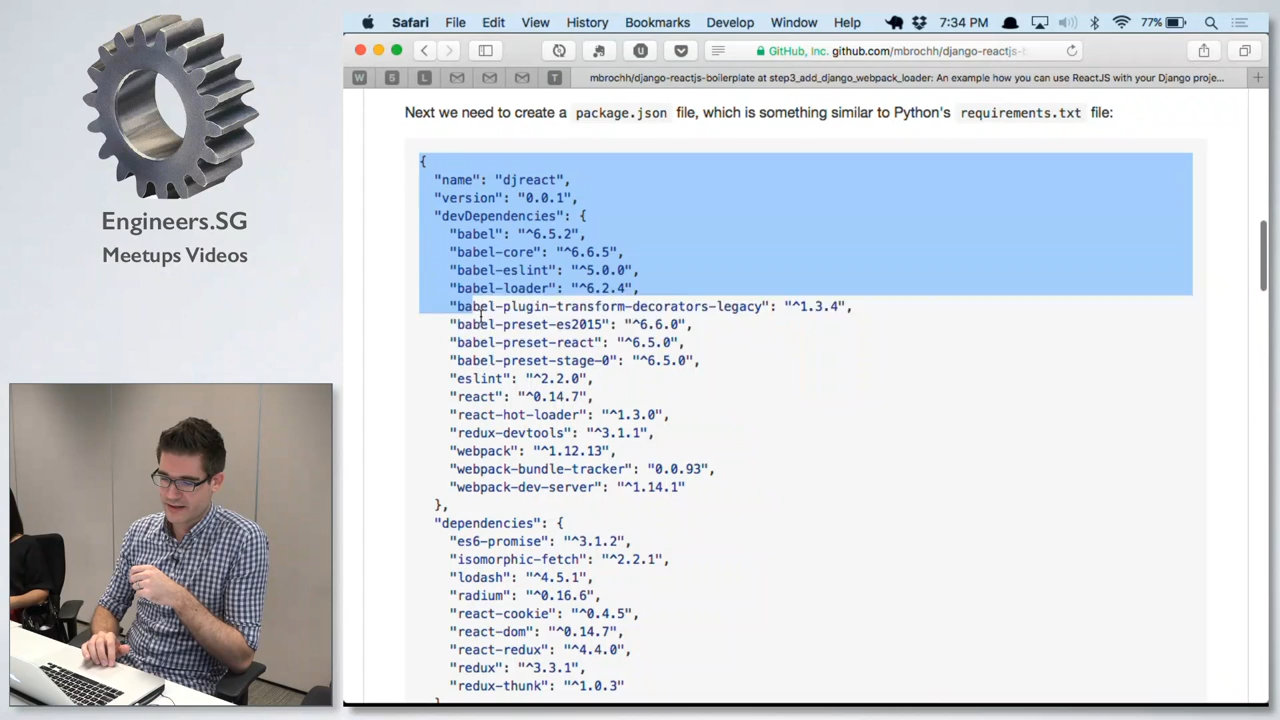 Safari File Edit View History Bookmarks Develop Window Help 7:34 PM 77%
GitHub, Inc. github.com/mbrochh/django-reactjs-b
W 5 L T mbrochh/django-reactjs-boilerplate at step3_add_django_webpack_loader: An example how you can use ReactJS with your Django proje...
Engineers.SG
Meetups Videos
Next we need to create a package.json file, which is something similar to Python's requirements.txt file:
{
"name": "djreact",
"version": "0.0.1",
"devDependencies": {
"babel": "^6.5.2",
"babel-core": "^6.6.5",
"babel-eslint": "^5.0.0",
"babel-loader": "^6.2.4",
"babel-plugin-transform-decorators-legacy": "^1.3.4",
"babel-preset-es2015": "^6.6.0",
"babel-preset-react": "^6.5.0",
"babel-preset-stage-0": "^6.5.0",
"eslint": "^2.2.0",
"react": "^0.14.7",
"react-hot-loader": "^1.3.0",
"redux-devtools": "^3.1.1",
"webpack": "^1.12.13",
"webpack-bundle-tracker": "0.0.93",
"webpack-dev-server": "^1.14.1"
},
"dependencies": {
"es6-promise": "^3.1.2",
"isomorphic-fetch": "^2.2.1",
"lodash": "^4.5.1",
"radium": "^0.16.6",
"react-cookie": "^0.4.5",
"react-dom": "^0.14.7",
"react-redux": "^4.4.0",
"redux": "^3.3.1",
"redux-thunk": "^1.0.3"